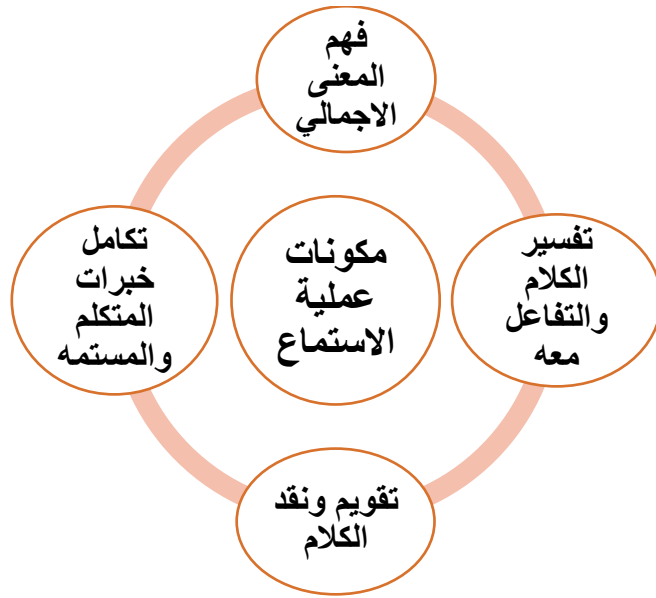 فهم
المعنى
الاجمالي
تفسير
الكلام
والتفاعل
معه
مكونات
عملية
الاستماع
تكامل
خبرات
المتكلم
والمستمه
تقويم ونقد
الكلام